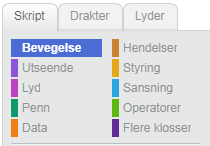 Skript Drakter Lyder
Bevegelse Hendelser
Utseende Styring
Lyd Sansning
Penn Operatorer
Data Flere klosser